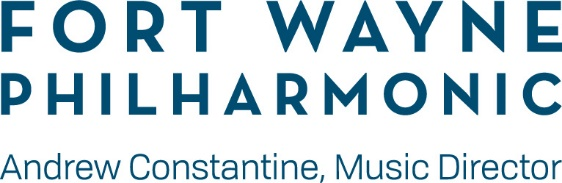 FORT WAYNE
PHILHARMONIC
Andrew Constantine, Music Director